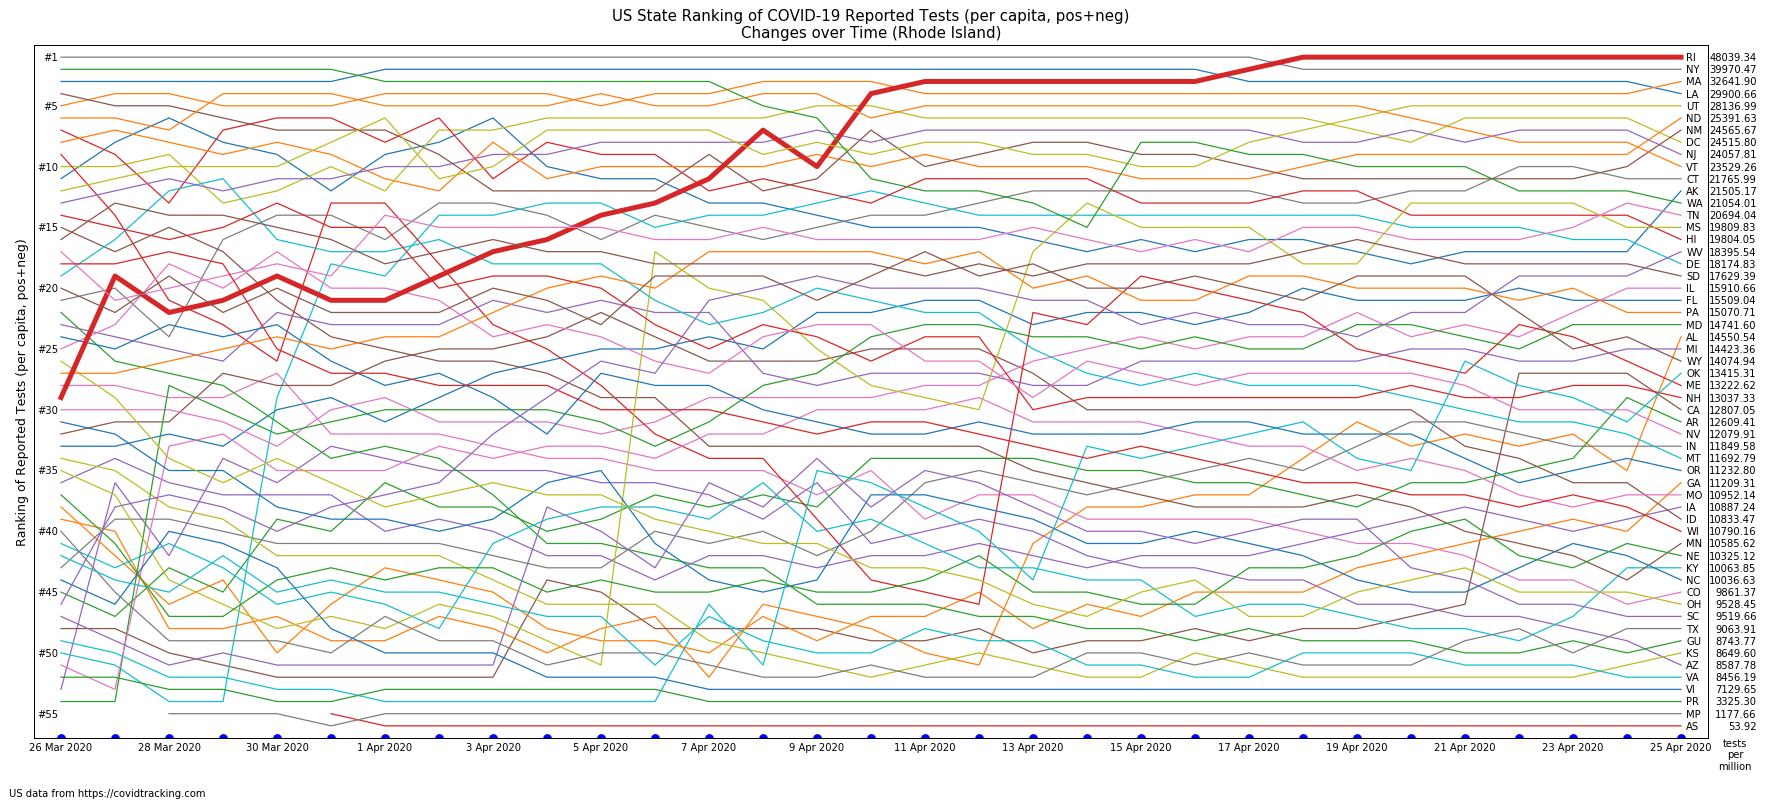 US State Ranking of COVID-19 Reported Tests (per capita, pos+neg)
Changes over Time (Rhode Island)
Ranking of Reported Tests (per capita, pos+neg)
#1
#5
#10
#15
#20
#25
#30
#35
#40
#45
#50
#55
RI 48039.34
NY 39970.47
MA 32641.90
LA 29900.66
UT 28136.99
ND 25391.63
NM 24565.67
DC 24515.80
NJ 24057.81
VT 23529.26
CT 21765.99
AK 21505.17
WA 21054.01
TN 20694.04
MS 19809.83
HI 19804.05
WV 18395.54
DE 18174.83
SD 17629.39
IL 15910.66
FL 15509.04
PA 15070.71
MD 14741.60
AL 14550.54
MI 14423.36
WY 14074.94
OK 13415.31
ME 13222.62
NH 13037.33
CA 12807.05
AR 12609.41
NV 12079.91
IN 11849.58
MT 11692.79
OR 11232.80
GA 11209.31
MO 10952.14
IA 10887.24
ID 10833.47
WI 10790.16
MN 10585.62
NE 10325.12
KY 10063.85
NC 10036.63
CO 9861.37
OH 9528.45
SC 9519.66
TX 9063.91
GU 8743.77
KS 8649.60
AZ 8587.78
VA 8456.19
VI 7129.65
PR 3325.30
MP 1177.66
AS 53.92
26 Mar 2020 28 Mar 2020 30 Mar 2020 1 Apr 2020 3 Apr 2020 5 Apr 2020 7 Apr 2020 9 Apr 2020 11 Apr 2020 13 Apr 2020 15 Apr 2020 17 Apr 2020 19 Apr 2020 21 Apr 2020 23 Apr 2020 25 Apr 2020
tests
per
million
US data from https://covidtracking.com